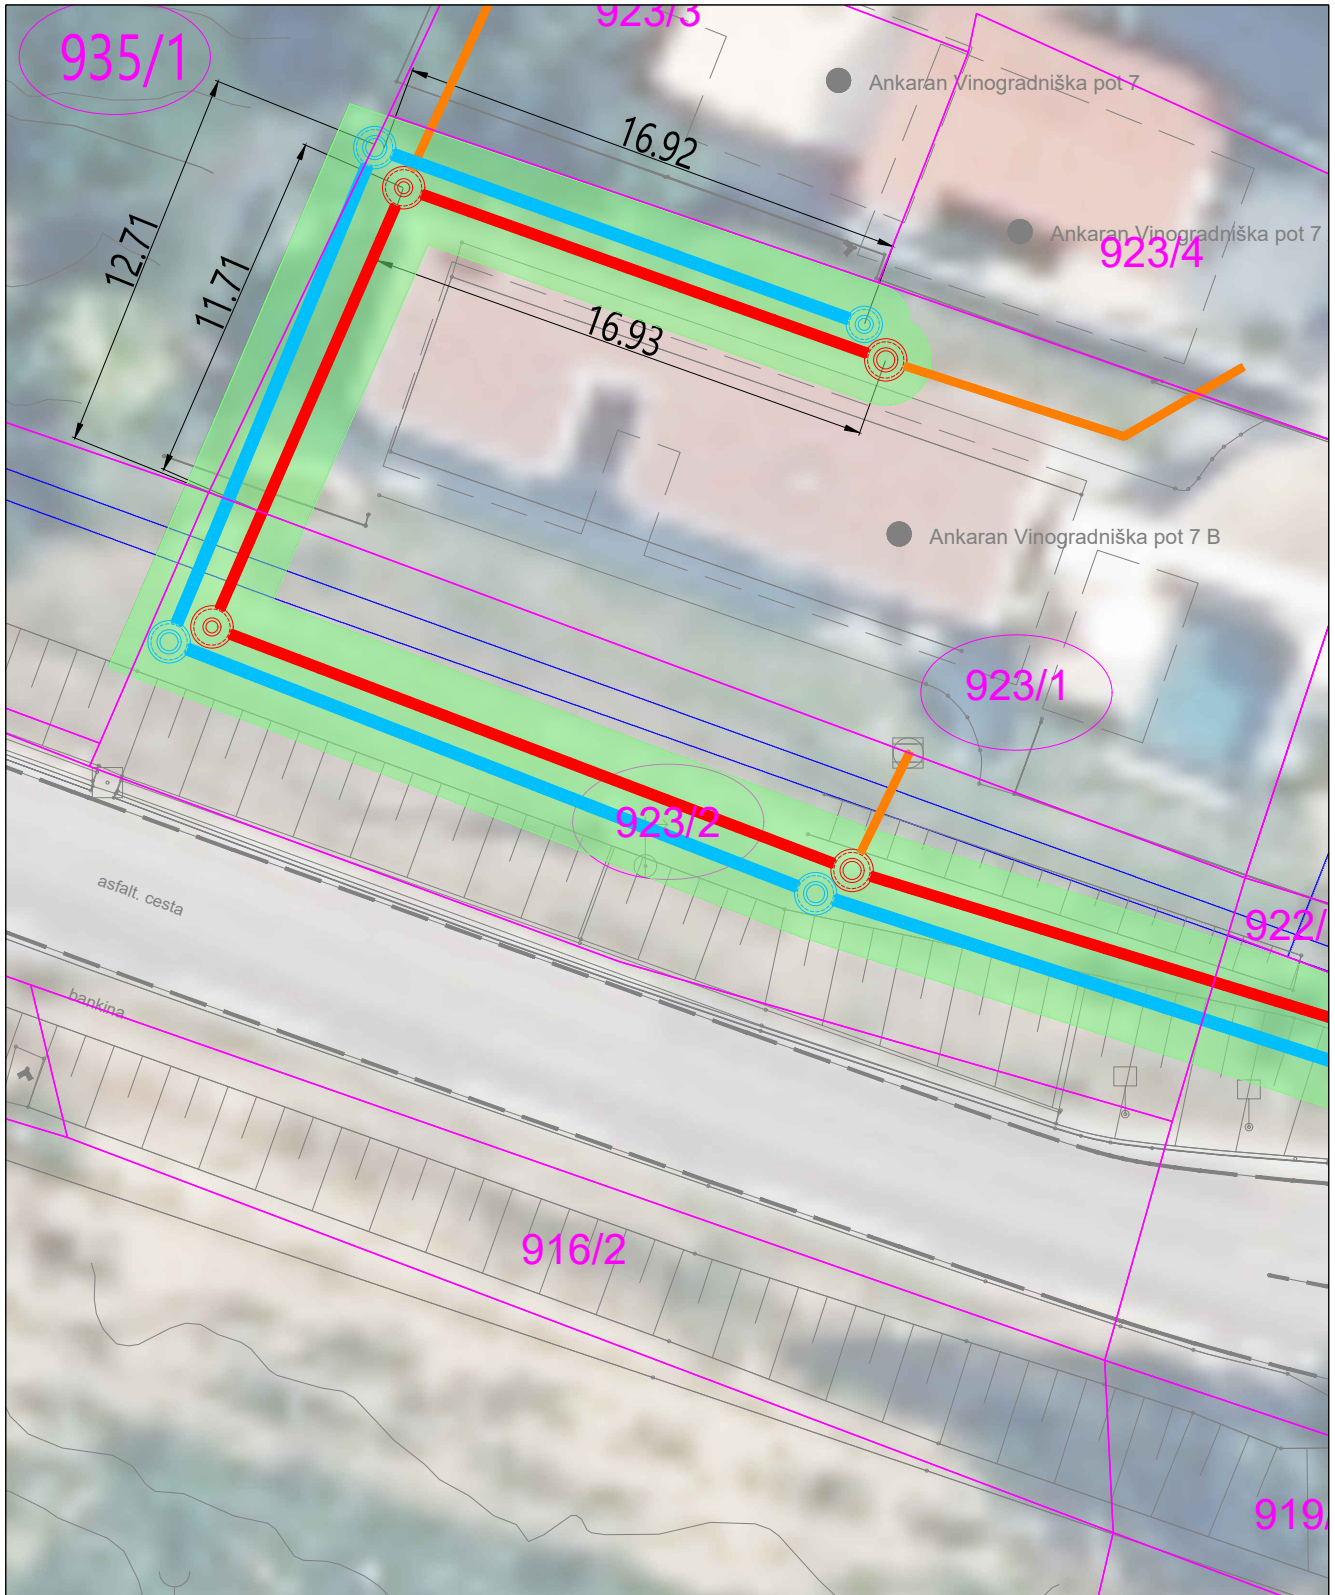 923/3
935/1
Ankaran Vinogradniška pot 7
16.92
Ankaran Vinogradniška pot 7
923/4
12.71
11.71
16.93
Ankaran Vinogradniška pot 7 B
923/1
923/2
asfalt. cesta
922/
bankina
916/2
919/